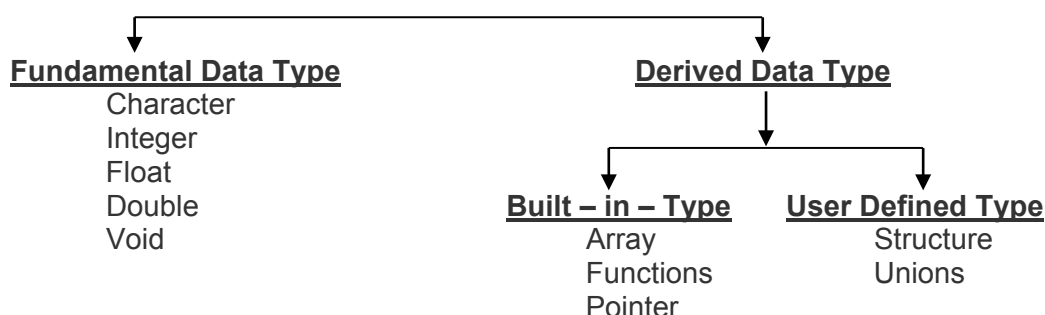 Fundamental Data Type
Character
Integer
Float
Double
Void
Derived Data Type
Built – in – Type
Array
Functions
Pointer
User Defined Type
Structure
Unions